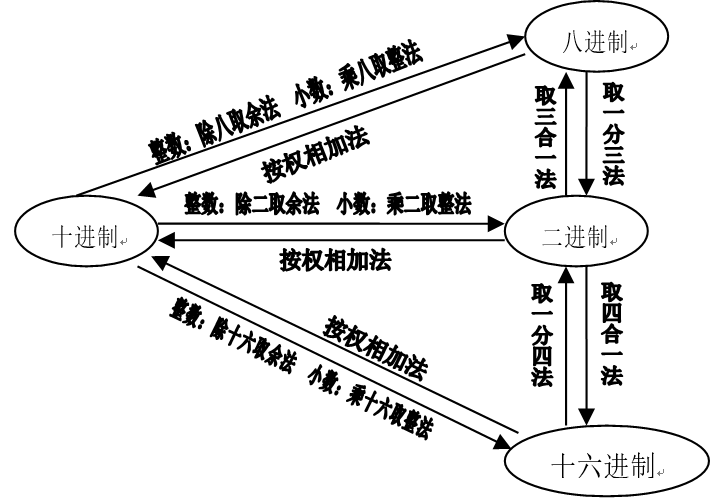 八进制
整数：除八取余法 小数：乘八取整法
按权相加法
取三合一法
取一分三法
整数：除二取余法 小数：乘二取整法
十进制
二进制
按权相加法
整数：除十六取余法 小数：乘十六取整法
按权相加法
取一分四法
取四合一法
十六进制